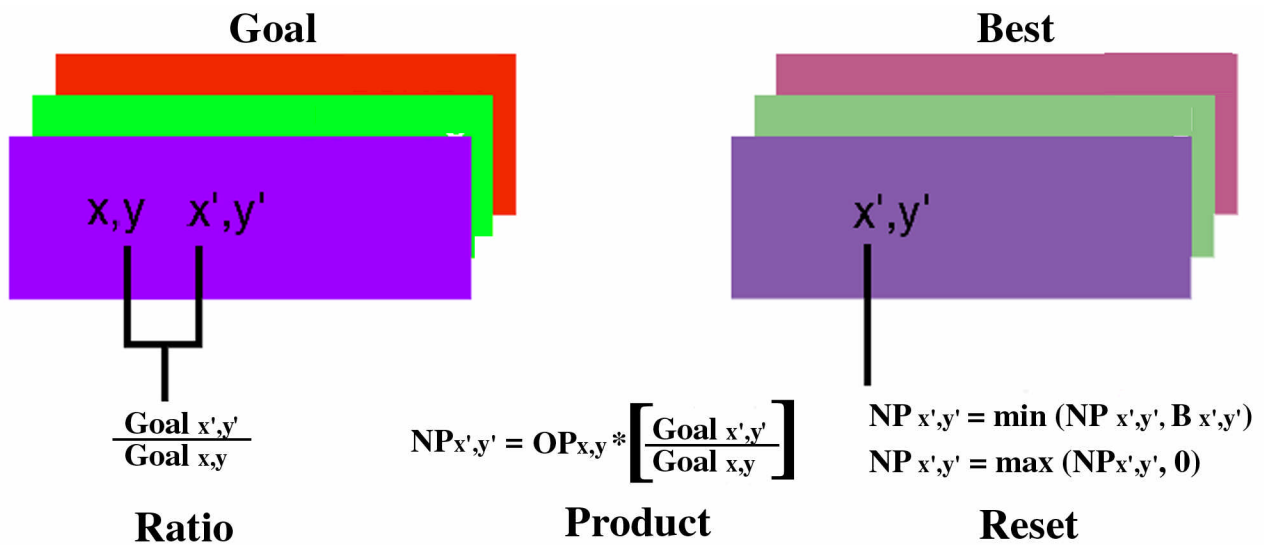 Goal
Best
x,y x',y'
x',y'
Goal x',y'
Goal x,y
NPx',y' = OPx,y * [Goal x',y'
Goal x,y]
NP x',y' = min (NP x',y', B x',y')
NP x',y' = max (NPx',y', 0)
Ratio
Product
Reset